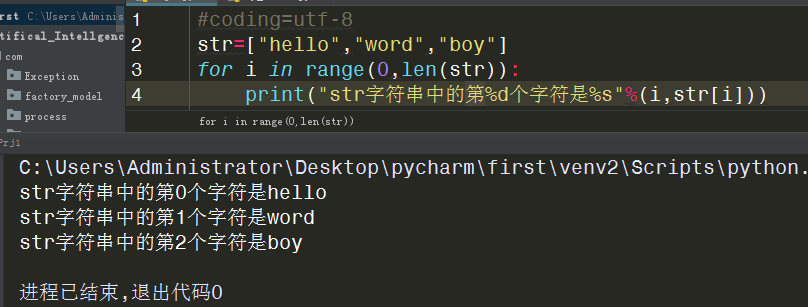 rst C:\Users\Adminis
tifical_Intellgenc
com
Exception
factory_model
process
1 #coding=utf-8
2 str=["hello","word","boy"]
3 for i in range(0,len(str)):
4 print("str字符串中的第%d个字符是%s"%(i,str[i]))
for i in range(0,len(str))
Prj1
C:\Users\Administrator\Desktop\pycharm\first\venv2\Scripts\python.
str字符串中的第0个字符是hello
str字符串中的第1个字符是word
str字符串中的第2个字符是boy
进程已结束,退出代码0